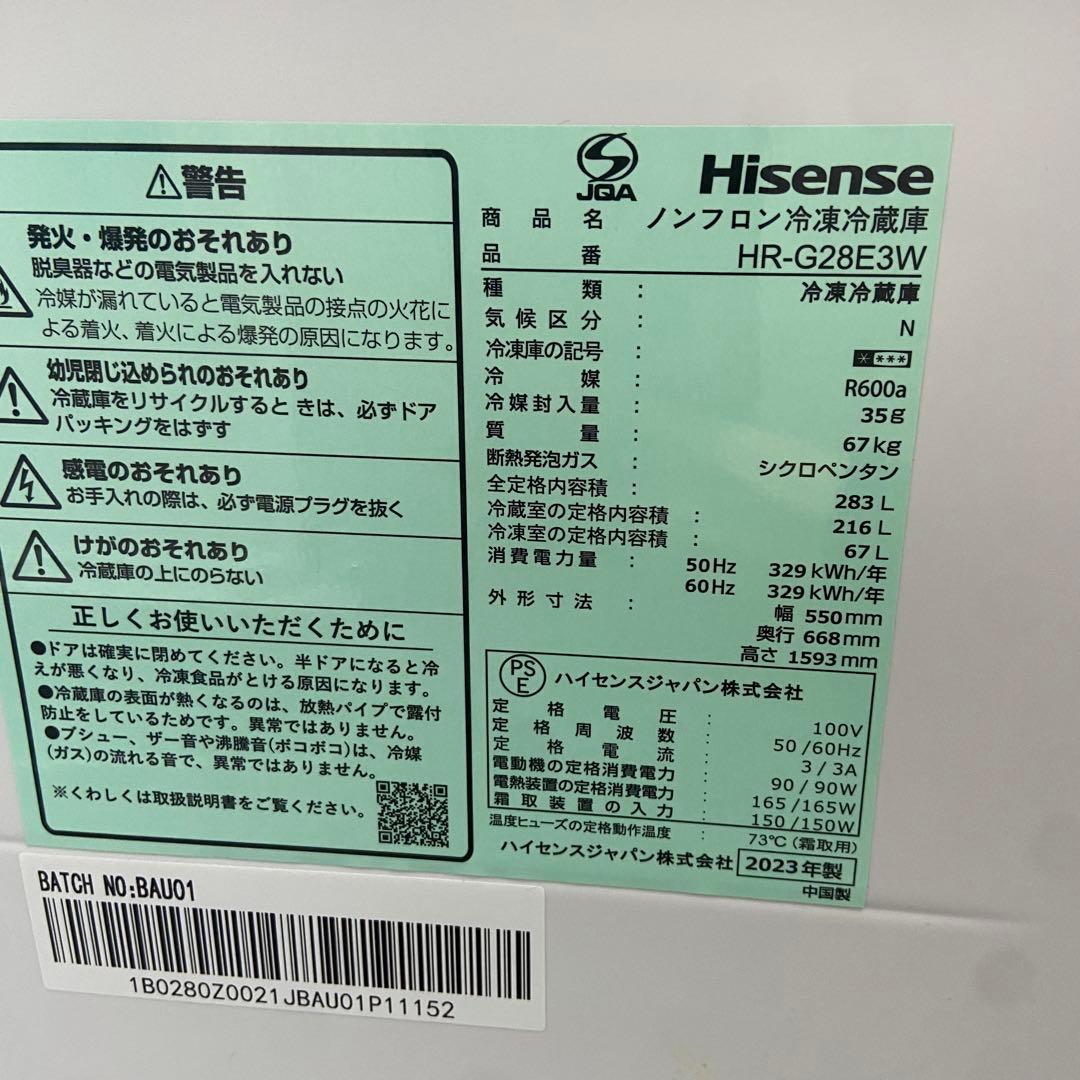 警告
発火・爆発のおそれあり
脱臭器などの電気製品を入れない
冷媒が漏れていると電気製品の接点の火花に
よる着火、着火による爆発の原因になります。
幼児閉じ込められのおそれあり
冷蔵庫をリサイクルすると きは、必ずドア
パッキングをはずす
感電のおそれあり
お手入れの際は、必ず電源プラグを抜く
けがのおそれあり
冷蔵庫の上にのらない
正しくお使いいただくために
●ドアは確実に閉めてください。半ドアになると冷
えが悪くなり、冷凍食品がとける原因になります。
●冷蔵庫の表面が熱くなるのは、放熱パイプで露付
防止をしているためです。異常ではありません。
●ブシュー、ザー音や沸騰音(ボコボコ)は、冷媒
(ガス)の流れる音で、異常ではありません。
※くわしくは取扱説明書をご覧ください。
JQA
Hisense
商品名 ノンフロン冷凍冷蔵庫
品番 HR-G28E3W
種類 : 冷凍冷蔵庫
気候区分 : N
冷凍庫の記号 : * ***
冷媒 : R600a
冷媒封入量 : 35g
質量 : 67kg
断熱発泡ガス : シクロペンタン
全定格内容積 : 283 L
冷蔵室の定格内容積 : 216 L
冷凍室の定格内容積 : 67 L
消費電力量 : 50Hz 329 kWh/年
60Hz 329 kWh/年
外形寸法 : 幅 550mm
奥行 668mm
高さ 1593mm
PS E ハイセンスジャパン株式会社
定格電圧 : 100V
定格周波数 : 50/60Hz
定格電流 : 3/3A
電動機の定格消費電力 : 90/90W
電熱装置の定格消費電力 : 165/165W
霜取装置の入力 : 150/150W
温度ヒューズの定格動作温度 : 73℃(霜取用)
ハイセンスジャパン株式会社 2023年製
中国製
BATCH NO:BAU01
1B0280Z0021JBAU01P11152